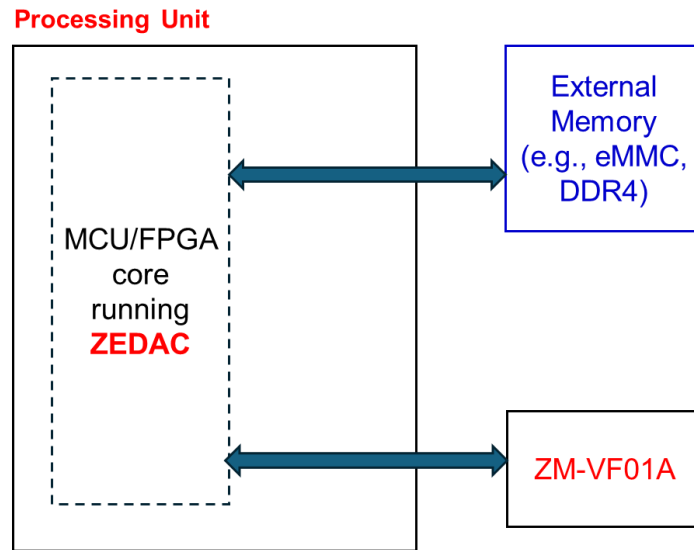 Processing Unit
External
Memory
(e.g., eMMC,
DDR4)
MCU/FPGA
core
running
ZEDAC
ZM-VF01A